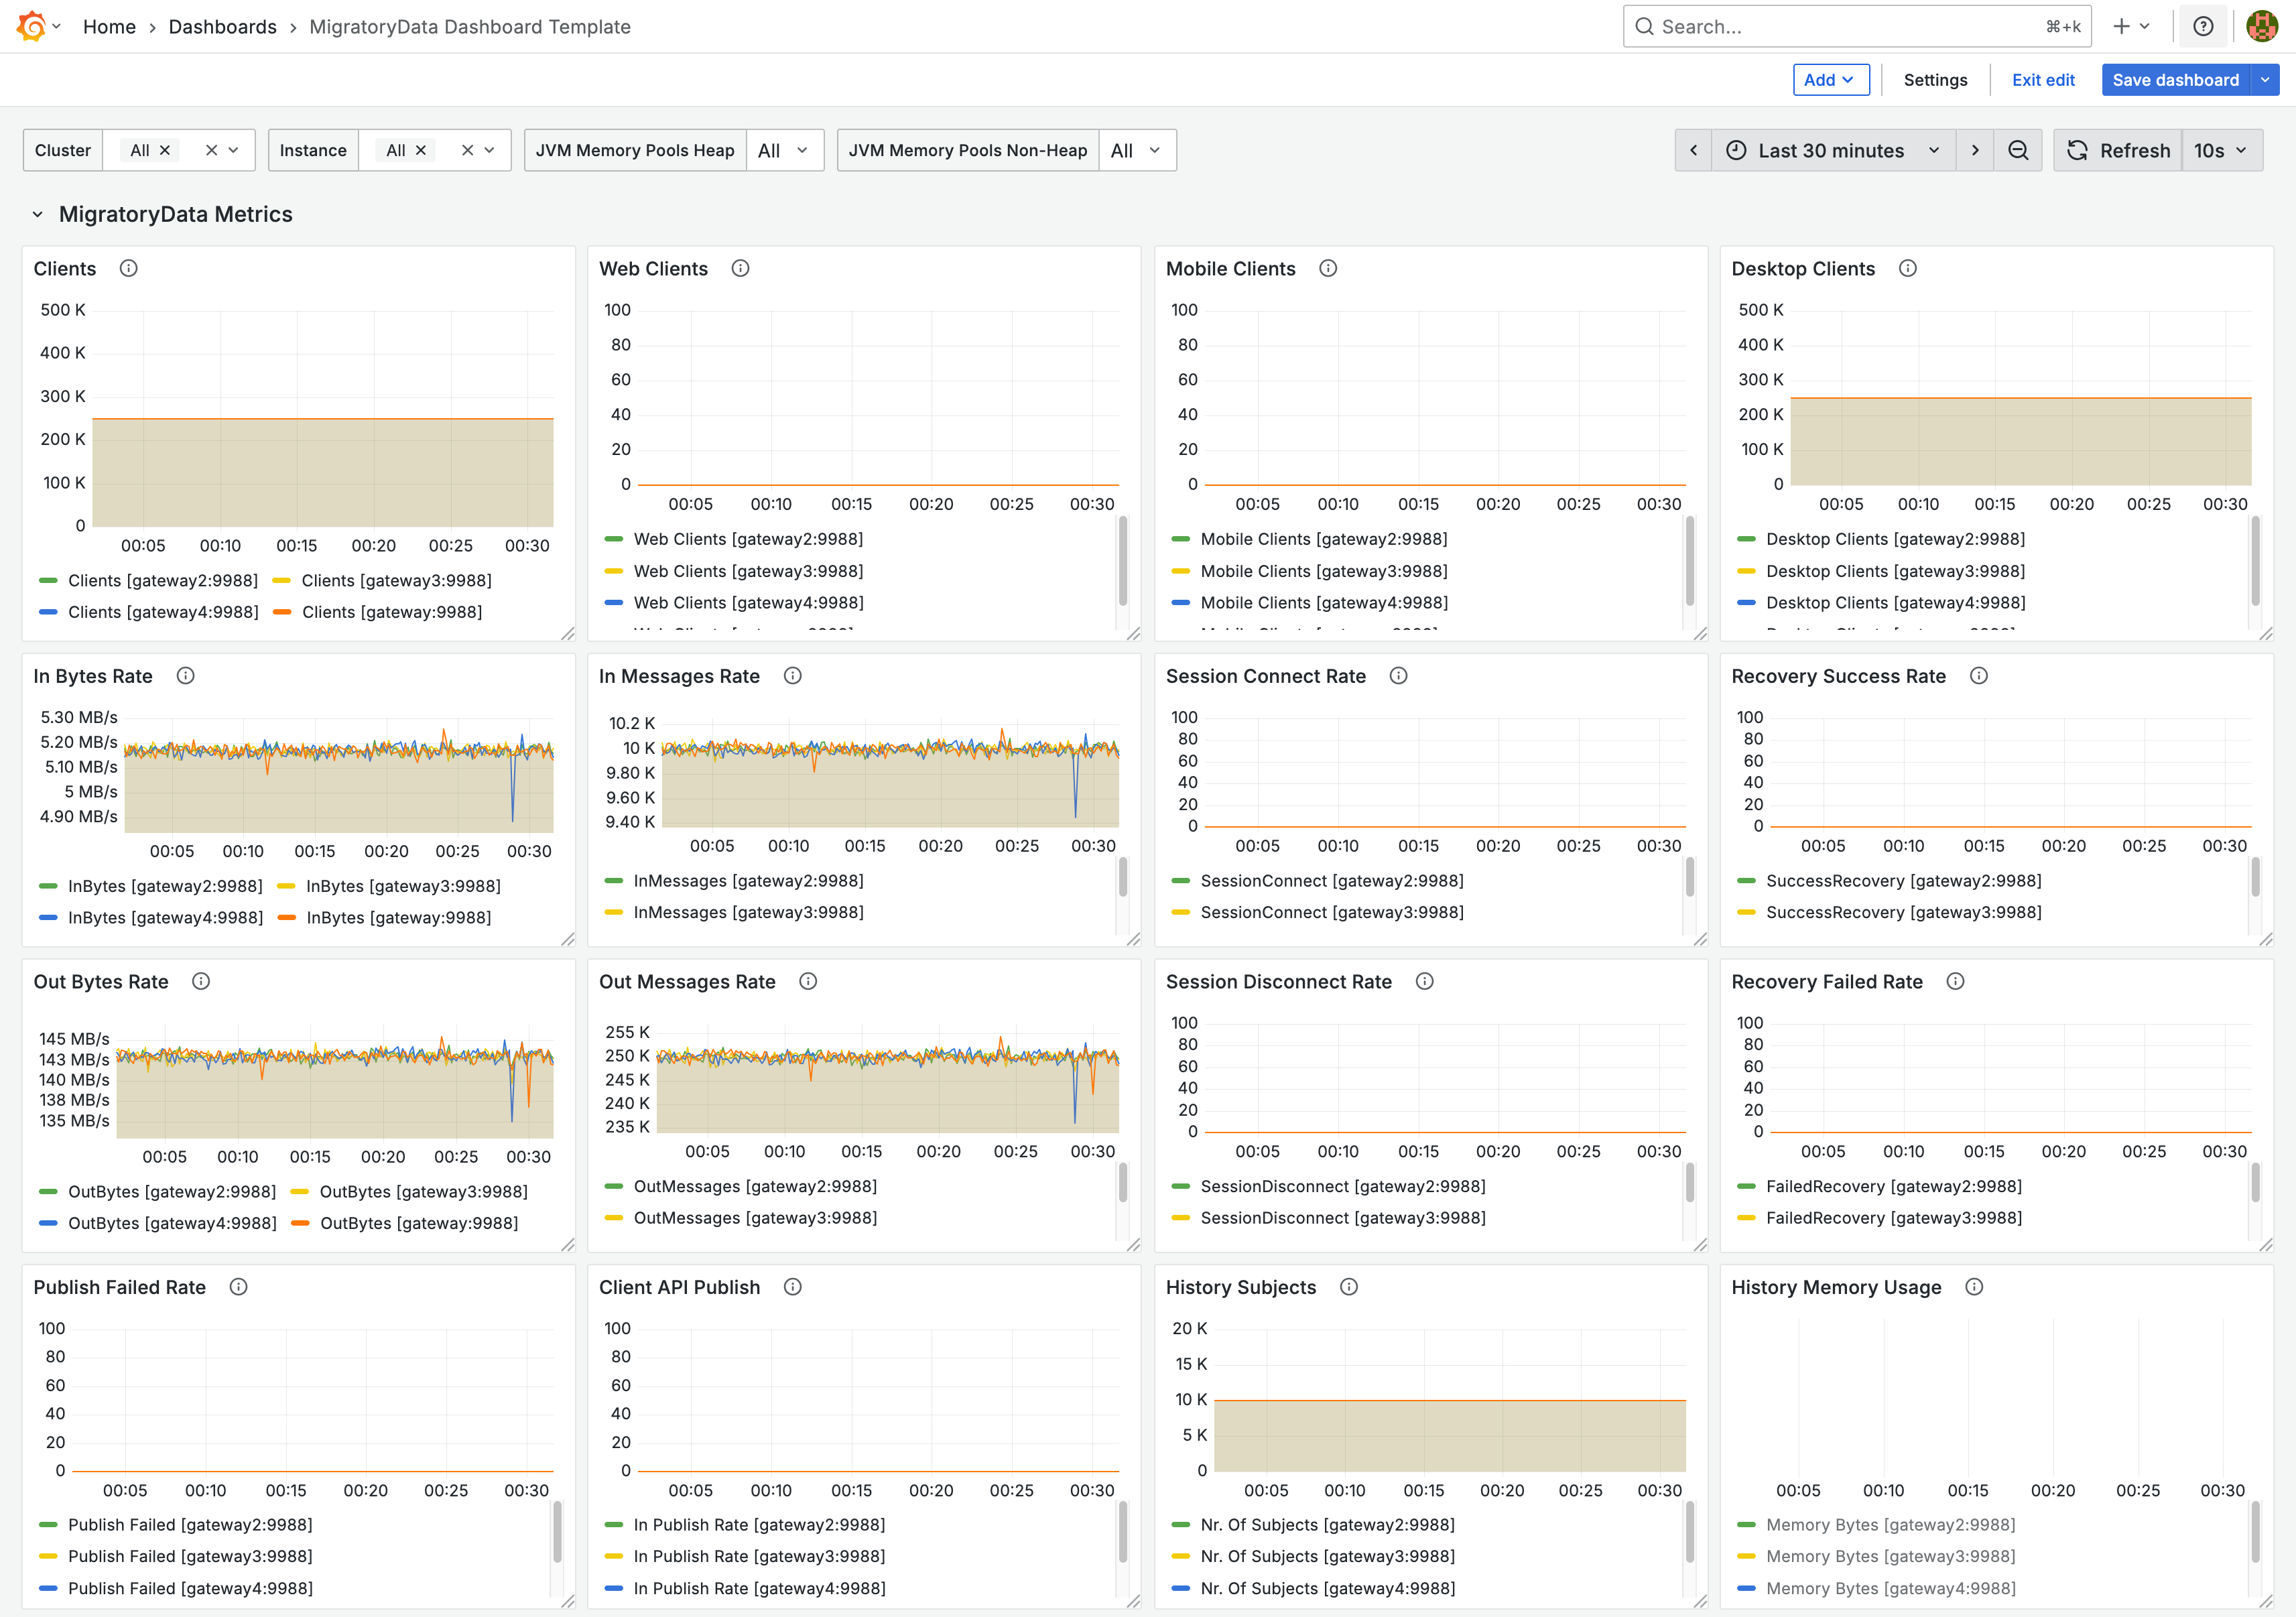 Home › Dashboards › MigratoryData Dashboard Template
Search... ⌘+k
Add Settings Exit edit Save dashboard
Cluster All Instance All JVM Memory Pools Heap All JVM Memory Pools Non-Heap All Last 30 minutes Refresh 10s
MigratoryData Metrics
Clients
500 K
400 K
300 K
200 K
100 K
0
00:05 00:10 00:15 00:20 00:25 00:30
Clients [gateway2:9988] Clients [gateway3:9988]
Clients [gateway4:9988] Clients [gateway:9988]
Web Clients
100
80
60
40
20
0
00:05 00:10 00:15 00:20 00:25 00:30
Web Clients [gateway2:9988]
Web Clients [gateway3:9988]
Web Clients [gateway4:9988]
Mobile Clients
100
80
60
40
20
0
00:05 00:10 00:15 00:20 00:25 00:30
Mobile Clients [gateway2:9988]
Mobile Clients [gateway3:9988]
Mobile Clients [gateway4:9988]
Desktop Clients
500 K
400 K
300 K
200 K
100 K
0
00:05 00:10 00:15 00:20 00:25 00:30
Desktop Clients [gateway2:9988]
Desktop Clients [gateway3:9988]
Desktop Clients [gateway4:9988]
In Bytes Rate
5.30 MB/s
5.20 MB/s
5.10 MB/s
5 MB/s
4.90 MB/s
00:05 00:10 00:15 00:20 00:25 00:30
InBytes [gateway2:9988] InBytes [gateway3:9988]
InBytes [gateway4:9988] InBytes [gateway:9988]
In Messages Rate
10.2 K
10 K
9.80 K
9.60 K
9.40 K
00:05 00:10 00:15 00:20 00:25 00:30
InMessages [gateway2:9988]
InMessages [gateway3:9988]
Session Connect Rate
100
80
60
40
20
0
00:05 00:10 00:15 00:20 00:25 00:30
SessionConnect [gateway2:9988]
SessionConnect [gateway3:9988]
Recovery Success Rate
100
80
60
40
20
0
00:05 00:10 00:15 00:20 00:25 00:30
SuccessRecovery [gateway2:9988]
SuccessRecovery [gateway3:9988]
Out Bytes Rate
145 MB/s
143 MB/s
140 MB/s
138 MB/s
135 MB/s
00:05 00:10 00:15 00:20 00:25 00:30
OutBytes [gateway2:9988] OutBytes [gateway3:9988]
OutBytes [gateway4:9988] OutBytes [gateway:9988]
Out Messages Rate
255 K
250 K
245 K
240 K
235 K
00:05 00:10 00:15 00:20 00:25 00:30
OutMessages [gateway2:9988]
OutMessages [gateway3:9988]
Session Disconnect Rate
100
80
60
40
20
0
00:05 00:10 00:15 00:20 00:25 00:30
SessionDisconnect [gateway2:9988]
SessionDisconnect [gateway3:9988]
Recovery Failed Rate
100
80
60
40
20
0
00:05 00:10 00:15 00:20 00:25 00:30
FailedRecovery [gateway2:9988]
FailedRecovery [gateway3:9988]
Publish Failed Rate
100
80
60
40
20
0
00:05 00:10 00:15 00:20 00:25 00:30
Publish Failed [gateway2:9988]
Publish Failed [gateway3:9988]
Publish Failed [gateway4:9988]
Client API Publish
100
80
60
40
20
0
00:05 00:10 00:15 00:20 00:25 00:30
In Publish Rate [gateway2:9988]
In Publish Rate [gateway3:9988]
In Publish Rate [gateway4:9988]
History Subjects
20 K
15 K
10 K
5 K
0
00:05 00:10 00:15 00:20 00:25 00:30
Nr. Of Subjects [gateway2:9988]
Nr. Of Subjects [gateway3:9988]
Nr. Of Subjects [gateway4:9988]
History Memory Usage
00:05 00:10 00:15 00:20 00:25 00:30
Memory Bytes [gateway2:9988]
Memory Bytes [gateway3:9988]
Memory Bytes [gateway4:9988]